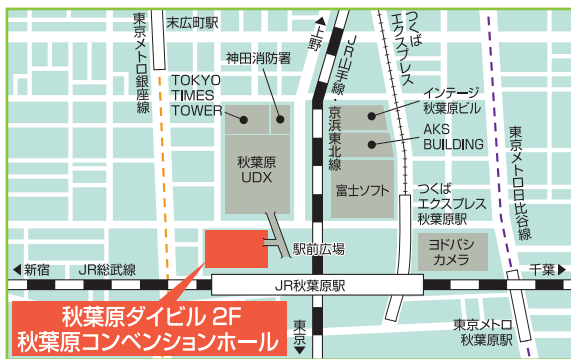 末広町駅
東京メトロ銀座線
▲上野
JR山手線・京浜東北線
つくば
エクスプレス
神田消防署
TOKYO
TIMES
TOWER
インテージ
秋葉原ビル
AKS
BUILDING
東京メトロ日比谷線
秋葉原
UDX
富士ソフト
つくば
エクスプレス
秋葉原駅
駅前広場
ヨドバシ
カメラ
◀新宿 JR総武線
千葉▶
JR秋葉原駅
秋葉原ダイビル 2F
秋葉原コンベンションホール
東京▼
東京メトロ
秋葉原駅